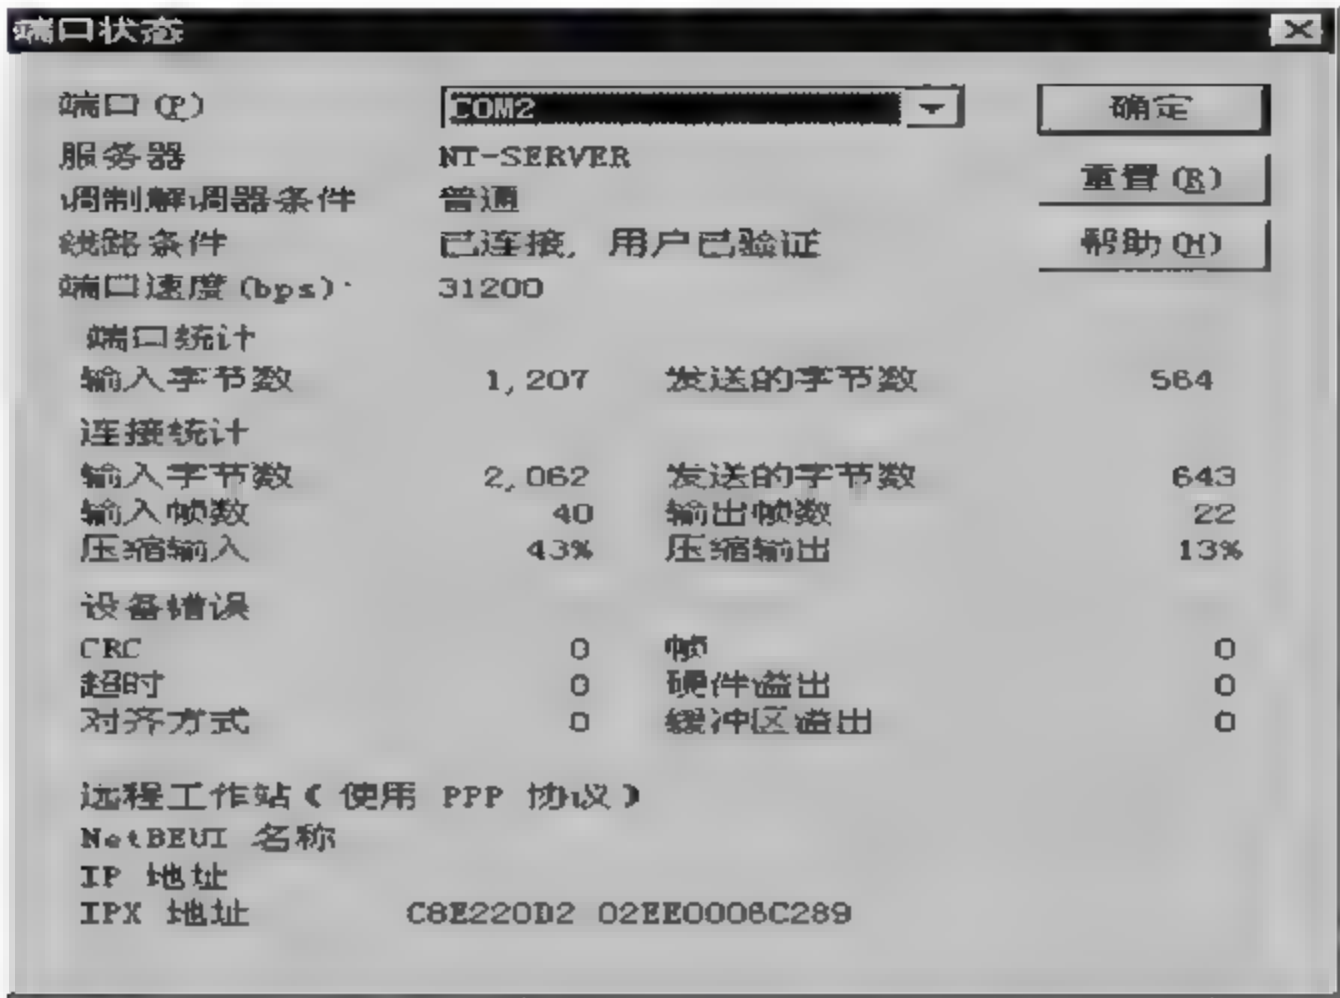 端口状态
端口(P) COM2 确定
服务器 NT-SERVER
重置(R)
调制解调器条件 普通
线路条件 已连接, 用户已验证 帮助(H)
端口速度(bps): 31200
端口统计
输入字节数 1,207 发送的字节数 564
连接统计
输入字节数 2,062 发送的字节数 643
输入帧数 40 输出帧数 22
压缩输入 43% 压缩输出 13%
设备错误
CRC 0 帧 0
超时 0 硬件溢出 0
对齐方式 0 缓冲区溢出 0
远程工作站(使用 PPP 协议)
NetBEUI 名称
IP 地址
IPX 地址 C8E220D2 02EE0006C289